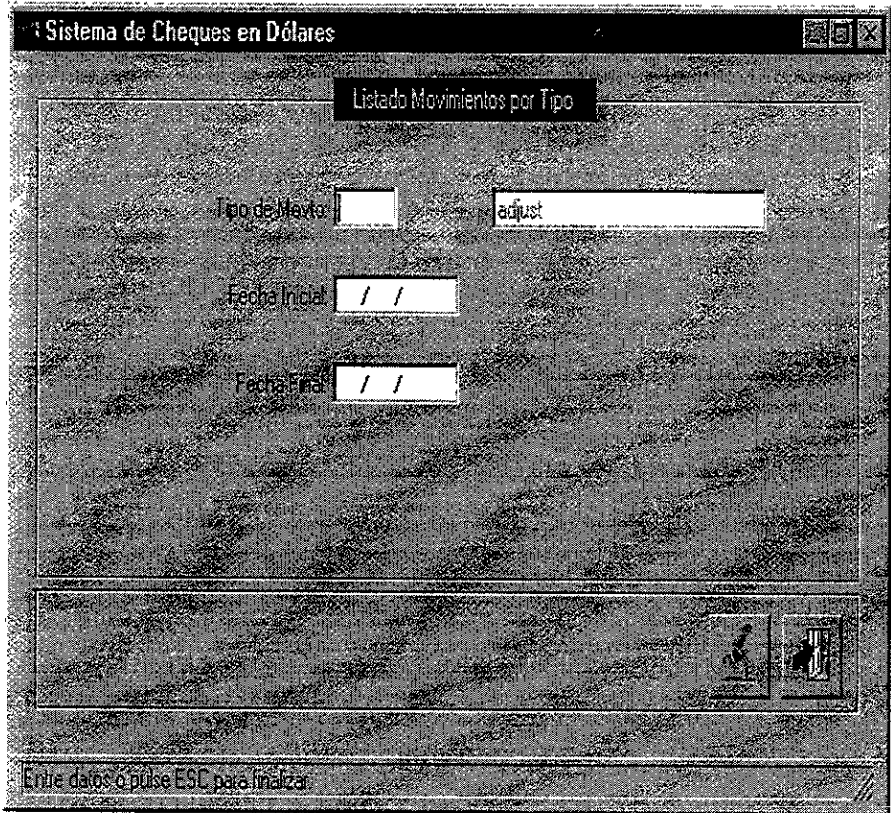 Sistema de Cheques en Dólares
Listado Movimientos por Tipo
Tipo de Movto: adjust
Fecha Inicial: / /
Fecha Final: / /
Entre datos o pulse ESC para finalizar